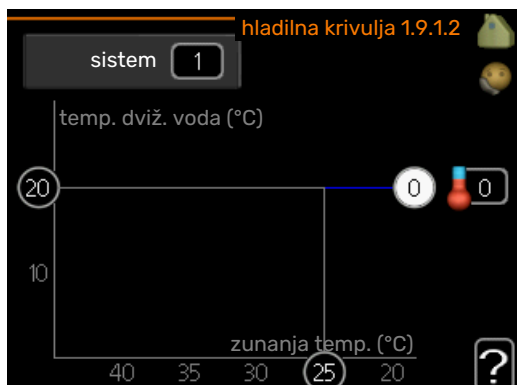 hladilna krivulja 1.9.1.2
sistem 1
temp. dviž. voda (°C)
20
0
0
10
zunanja temp. (°C)
40 35 30 25 20
?